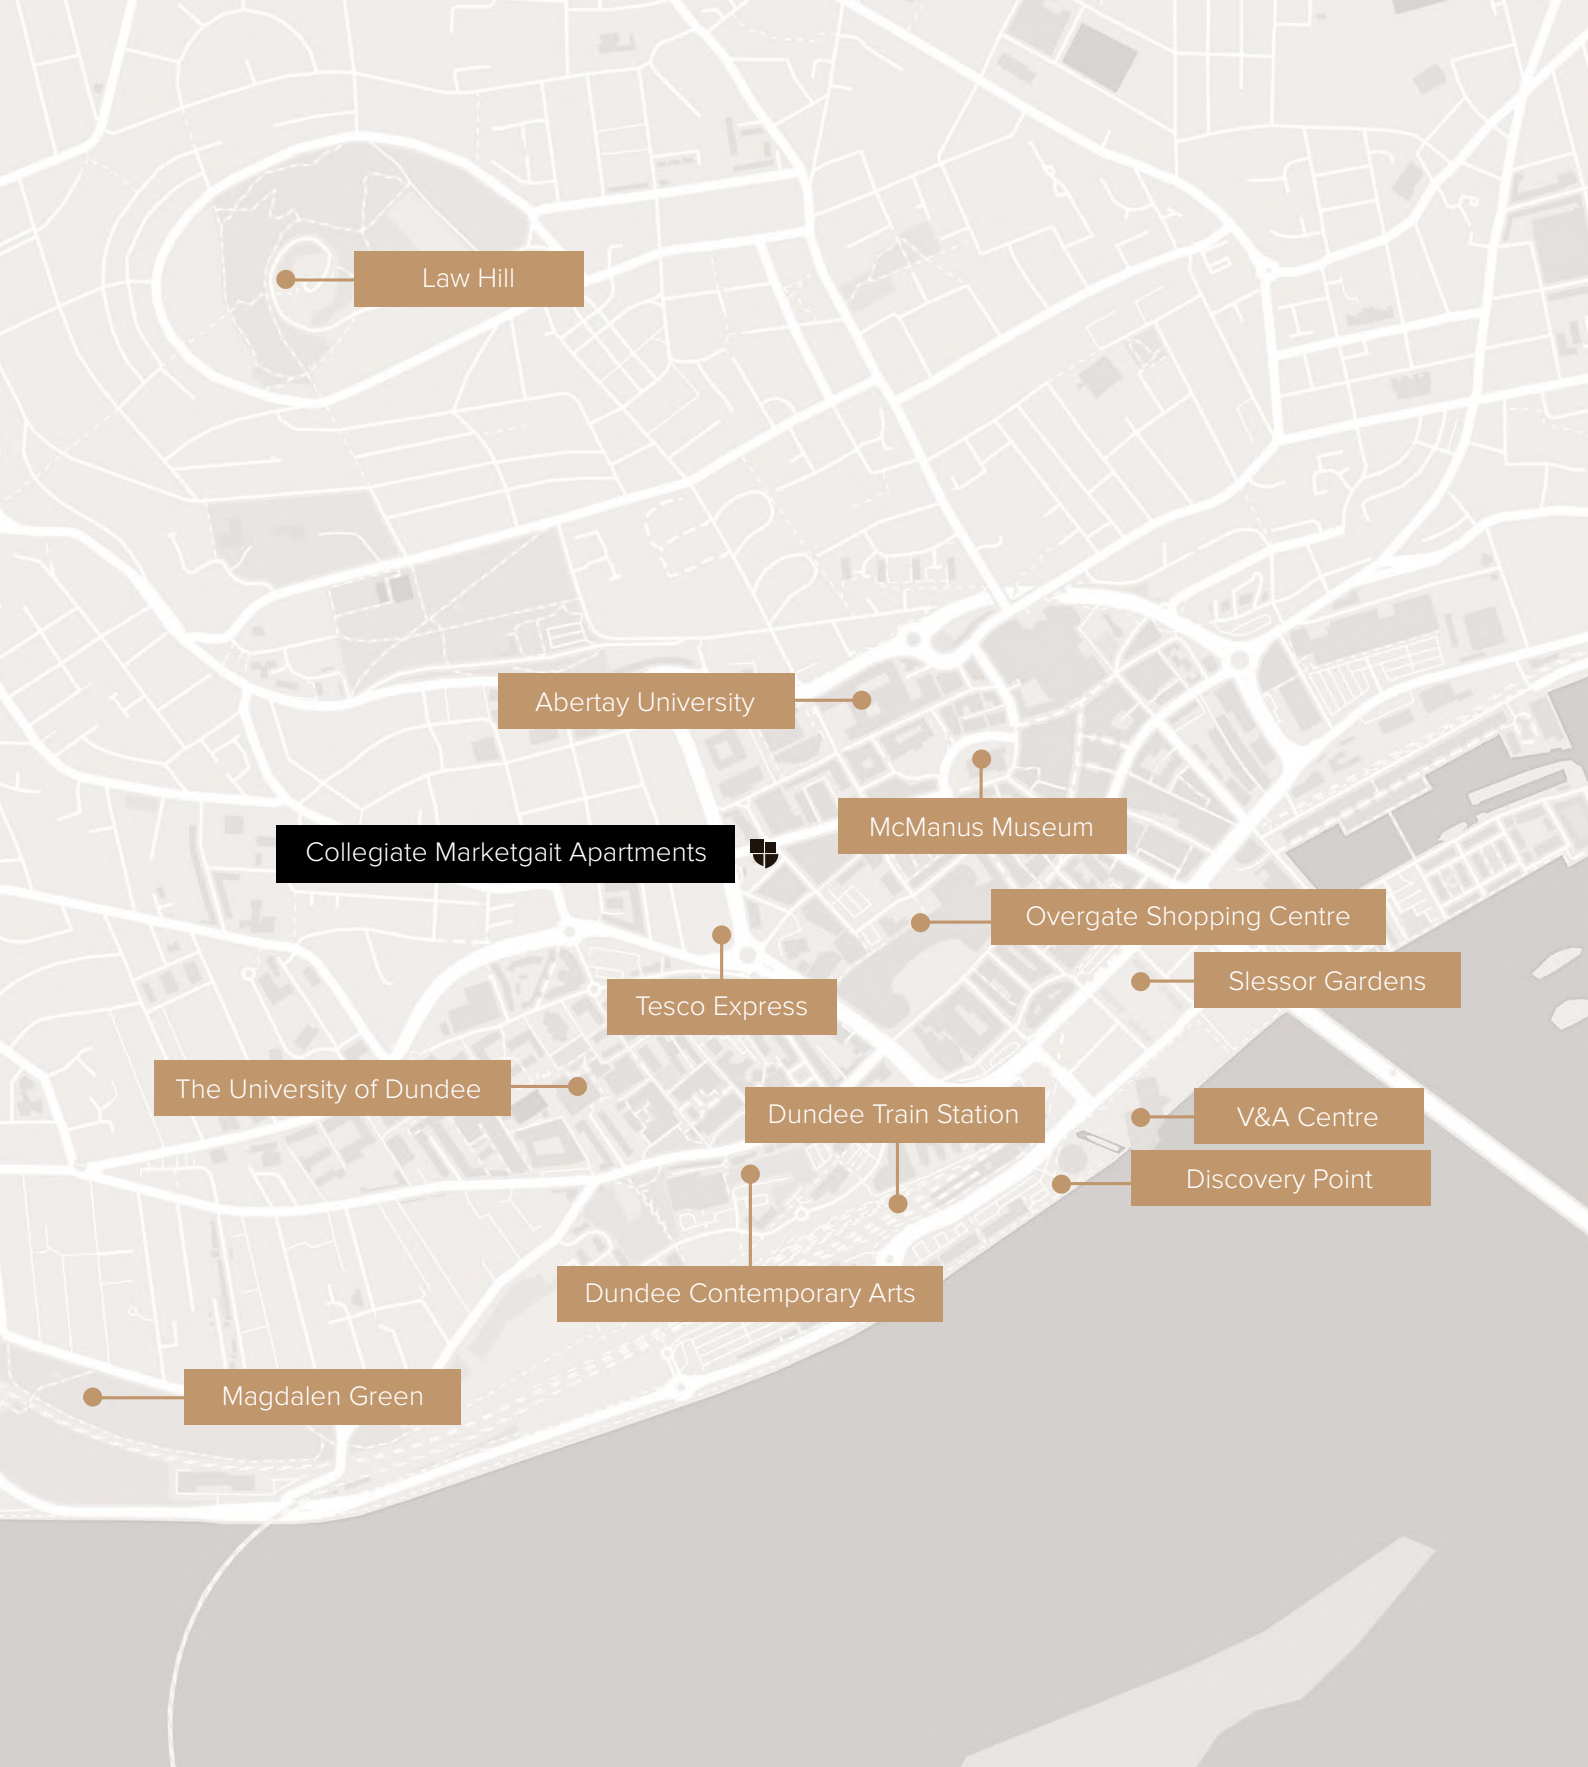 Law Hill
Abertay University
McManus Museum
Collegiate Marketgait Apartments
Overgate Shopping Centre
Slessor Gardens
Tesco Express
The University of Dundee
Dundee Train Station
V&A Centre
Discovery Point
Dundee Contemporary Arts
Magdalen Green